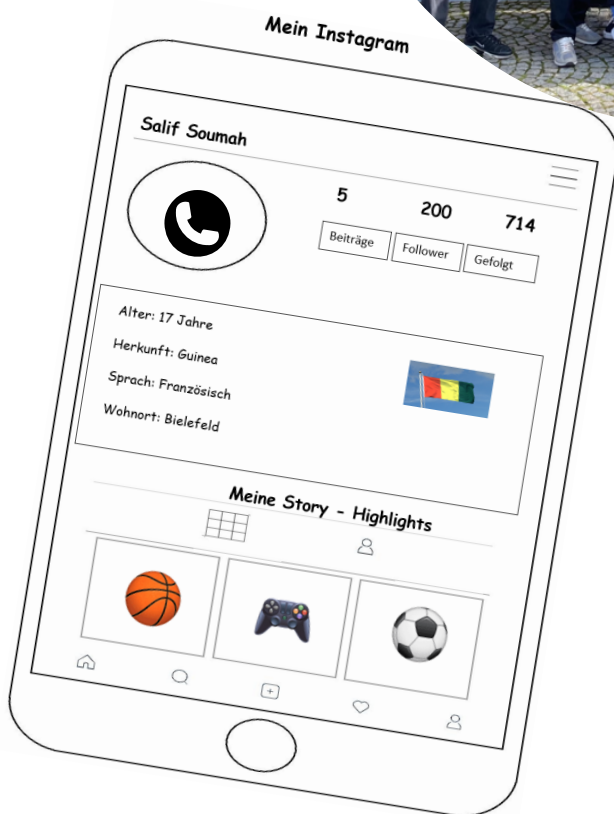 Mein Instagram
Salif Soumah
5 200 714
Beiträge Follower Gefolgt
Alter: 17 Jahre
Herkunft: Guinea
Sprach: Französisch
Wohnort: Bielefeld
Meine Story - Highlights